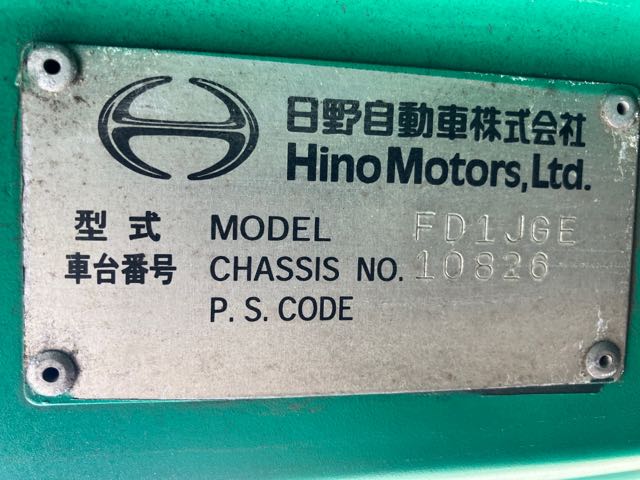 日野自動車株式会社
Hino Motors, Ltd.
型式 MODEL FD1JGE
車台番号 CHASSIS NO. 10826
P. S. CODE